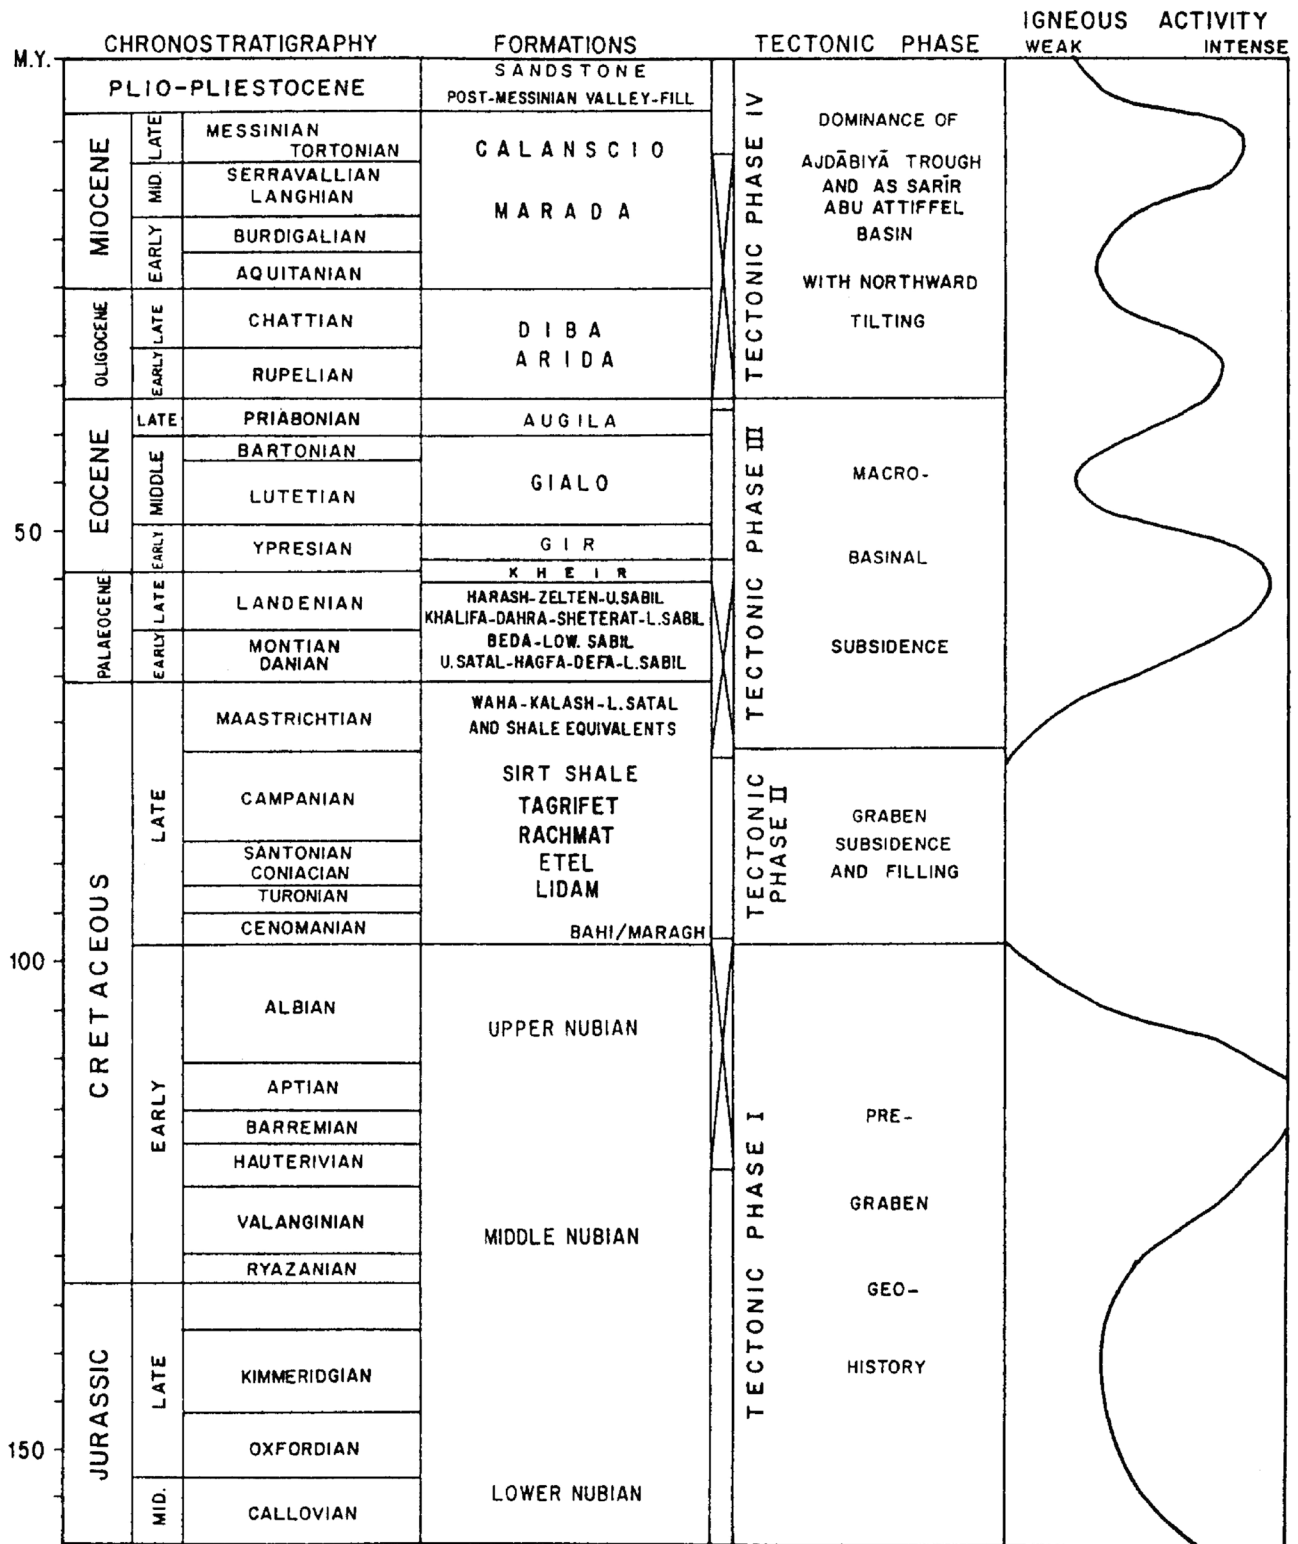 IGNEOUS ACTIVITY
CHRONOSTRATIGRAPHY FORMATIONS TECTONIC PHASE WEAK INTENSE
M.Y.
PLIO-PLIESTOCENE
SANDSTONE
POST-MESSINIAN VALLEY-FILL
MIOCENE
LATE
MESSINIAN
TORTONIAN
MID.
SERRAVALLIAN
LANGHIAN
EARLY
BURDIGALIAN
AQUITANIAN
CALANSCIO
MARADA
OLIGOCENE
LATE
CHATTIAN
EARLY
RUPELIAN
DIBA
ARIDA
TECTONIC PHASE IV
DOMINANCE OF
AJDĀBIYĀ TROUGH
AND AS SARĪR
ABU ATTIFFEL
BASIN
WITH NORTHWARD
TILTING
EOCENE
LATE
PRIABONIAN
AUGILA
MIDDLE
BARTONIAN
LUTETIAN
GIALO
50
EARLY
YPRESIAN
GIR
KHEIR
PALAEOCENE
LATE
LANDENIAN
HARASH-ZELTEN-U.SABIL
KHALIFA-DAHRA-SHETERAT-L.SABIL
EARLY
MONTIAN
DANIAN
BEDA-LOW. SABIL
U.SATAL-HAGFA-DEFA-L.SABIL
TECTONIC PHASE III
MACRO-
BASINAL
SUBSIDENCE
CRETACEOUS
LATE
MAASTRICHTIAN
WAHA-KALASH-L.SATAL
AND SHALE EQUIVALENTS
CAMPANIAN
SANTONIAN
CONIACIAN
TURONIAN
CENOMANIAN
SIRT SHALE
TAGRIFET
RACHMAT
ETEL
LIDAM
BAHI/MARAGH
TECTONIC
PHASE II
GRABEN
SUBSIDENCE
AND FILLING
100
EARLY
ALBIAN
APTIAN
BARREMIAN
HAUTERIVIAN
VALANGINIAN
RYAZANIAN
UPPER NUBIAN
MIDDLE NUBIAN
JURASSIC
LATE
KIMMERIDGIAN
150
OXFORDIAN
MID.
CALLOVIAN
LOWER NUBIAN
TECTONIC PHASE I
PRE-
GRABEN
GEO-
HISTORY